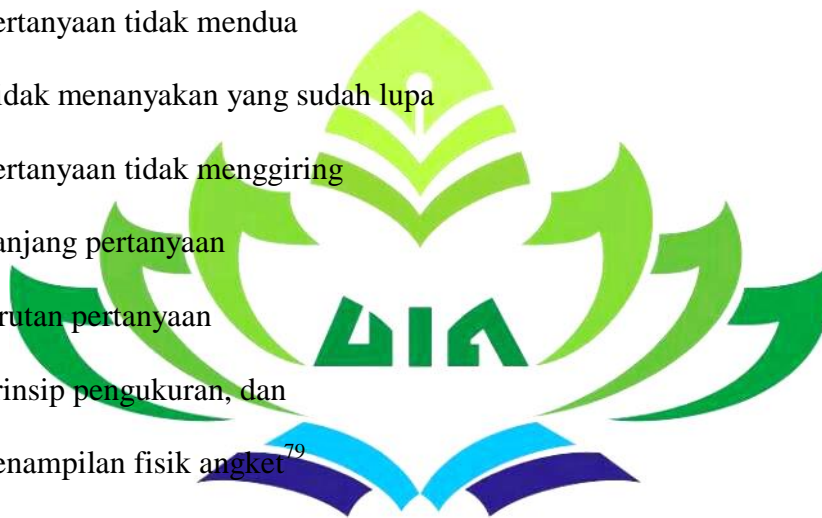 ertanyaan tidak mendua
idak menanyakan yang sudah lupa
ertanyaan tidak menggiring
anjang pertanyaan
rutan pertanyaan
UIN
rinsip pengukuran, dan
enampilan fisik angket79